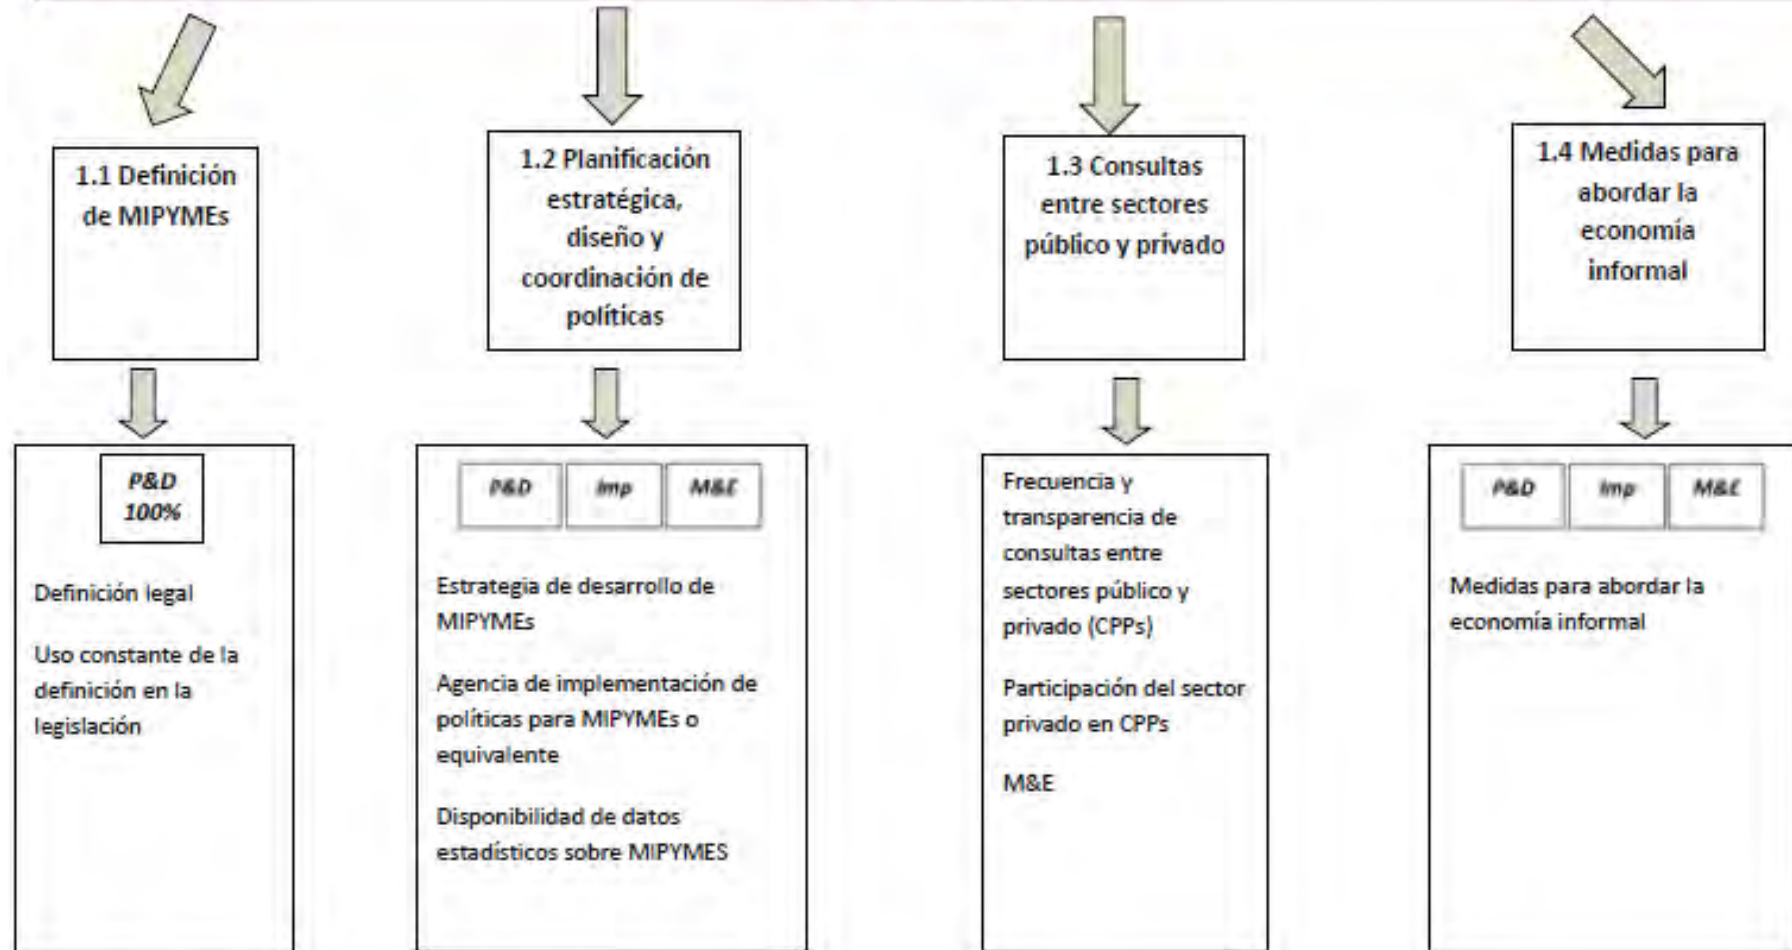 1.1 Definición
de MIPYMEs
1.2 Planificación
estratégica,
diseño y
coordinación de
políticas
1.3 Consultas
entre sectores
público y privado
1.4 Medidas para
abordar la
economía
informal
P&D
100%
Definición legal
Uso constante de la
definición en la
legislación
P&D Imp M&E
Estrategia de desarrollo de
MIPYMEs
Agencia de implementación de
políticas para MIPYMEs o
equivalente
Disponibilidad de datos
estadísticos sobre MIPYMES
Frecuencia y
transparencia de
consultas entre
sectores público y
privado (CPPs)
Participación del sector
privado en CPPs
M&E
P&D Imp M&E
Medidas para abordar la
economía informal